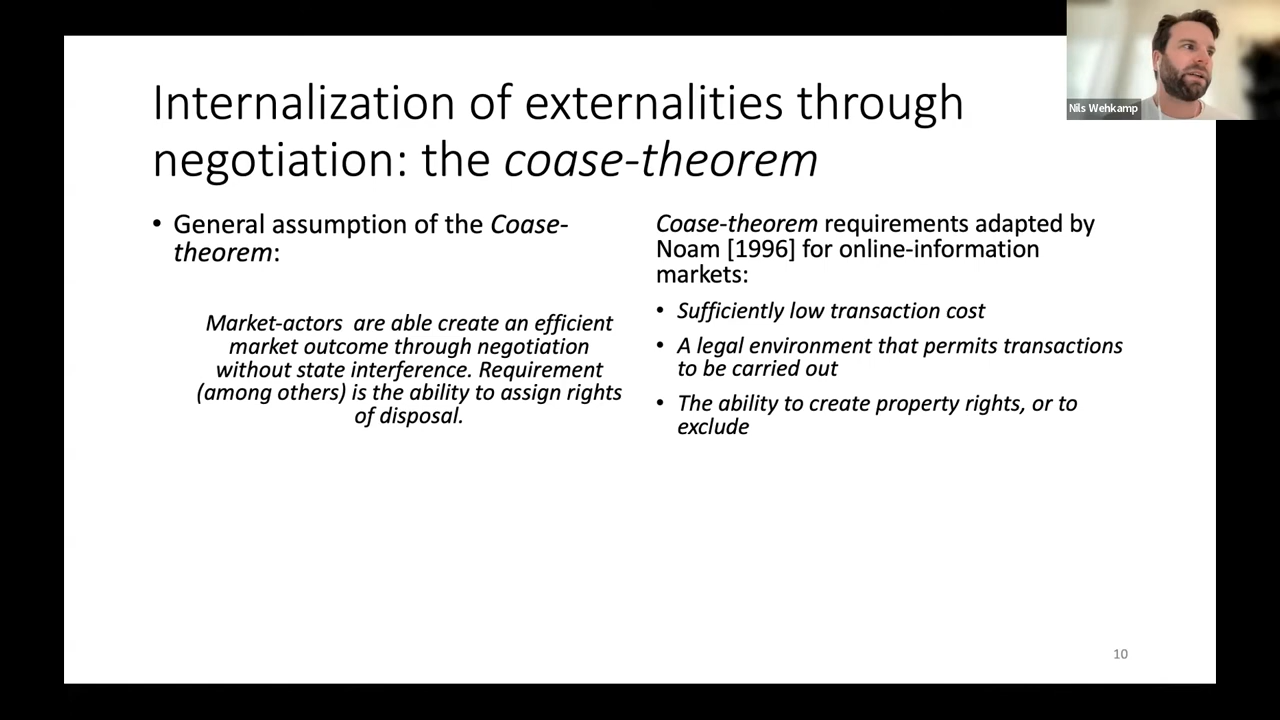 Internalization of externalities through
negotiation: the coase-theorem
Nils Wehkamp
• General assumption of the Coase-
theorem:
Market-actors are able create an efficient
market outcome through negotiation
without state interference. Requirement
(among others) is the ability to assign rights
of disposal.
Coase-theorem requirements adapted by
Noam [1996] for online-information
markets:
• Sufficiently low transaction cost
• A legal environment that permits transactions
to be carried out
• The ability to create property rights, or to
exclude
10